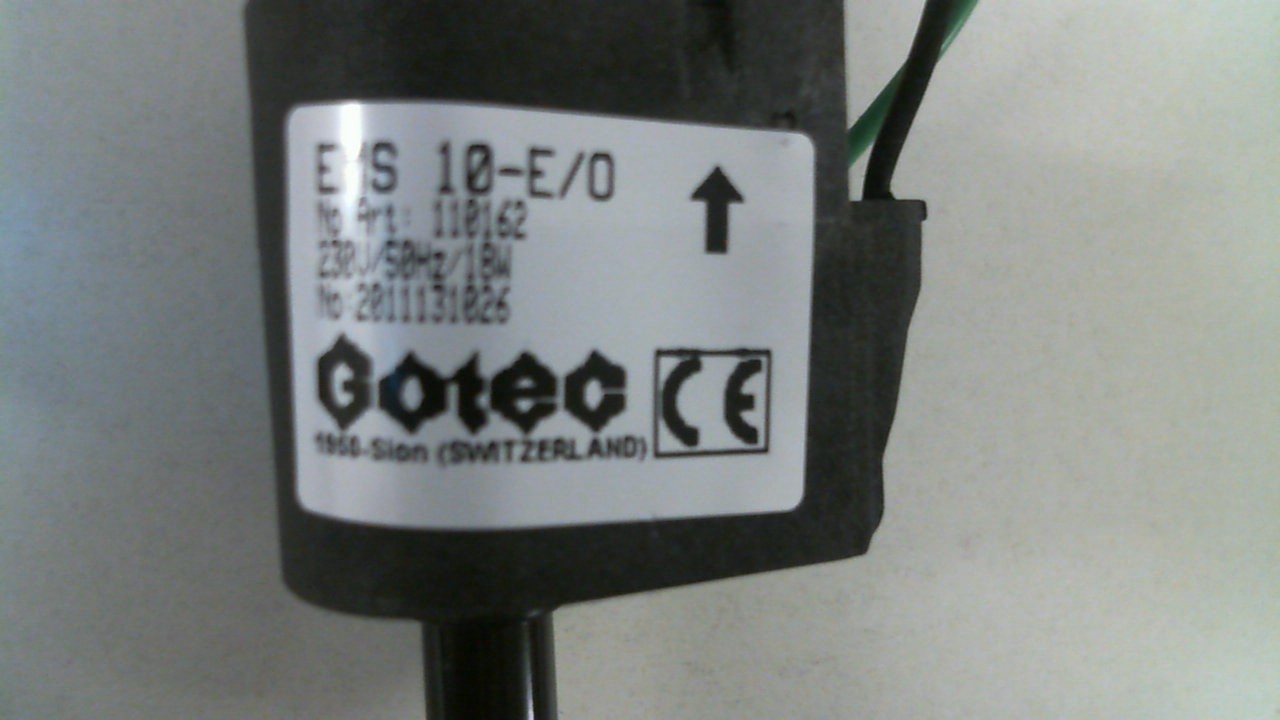 EMS 10-E/O
No Art: 110162
230V/50Hz/18W
No 2011131026
Gotec
CE
1950-Sion (SWITZERLAND)